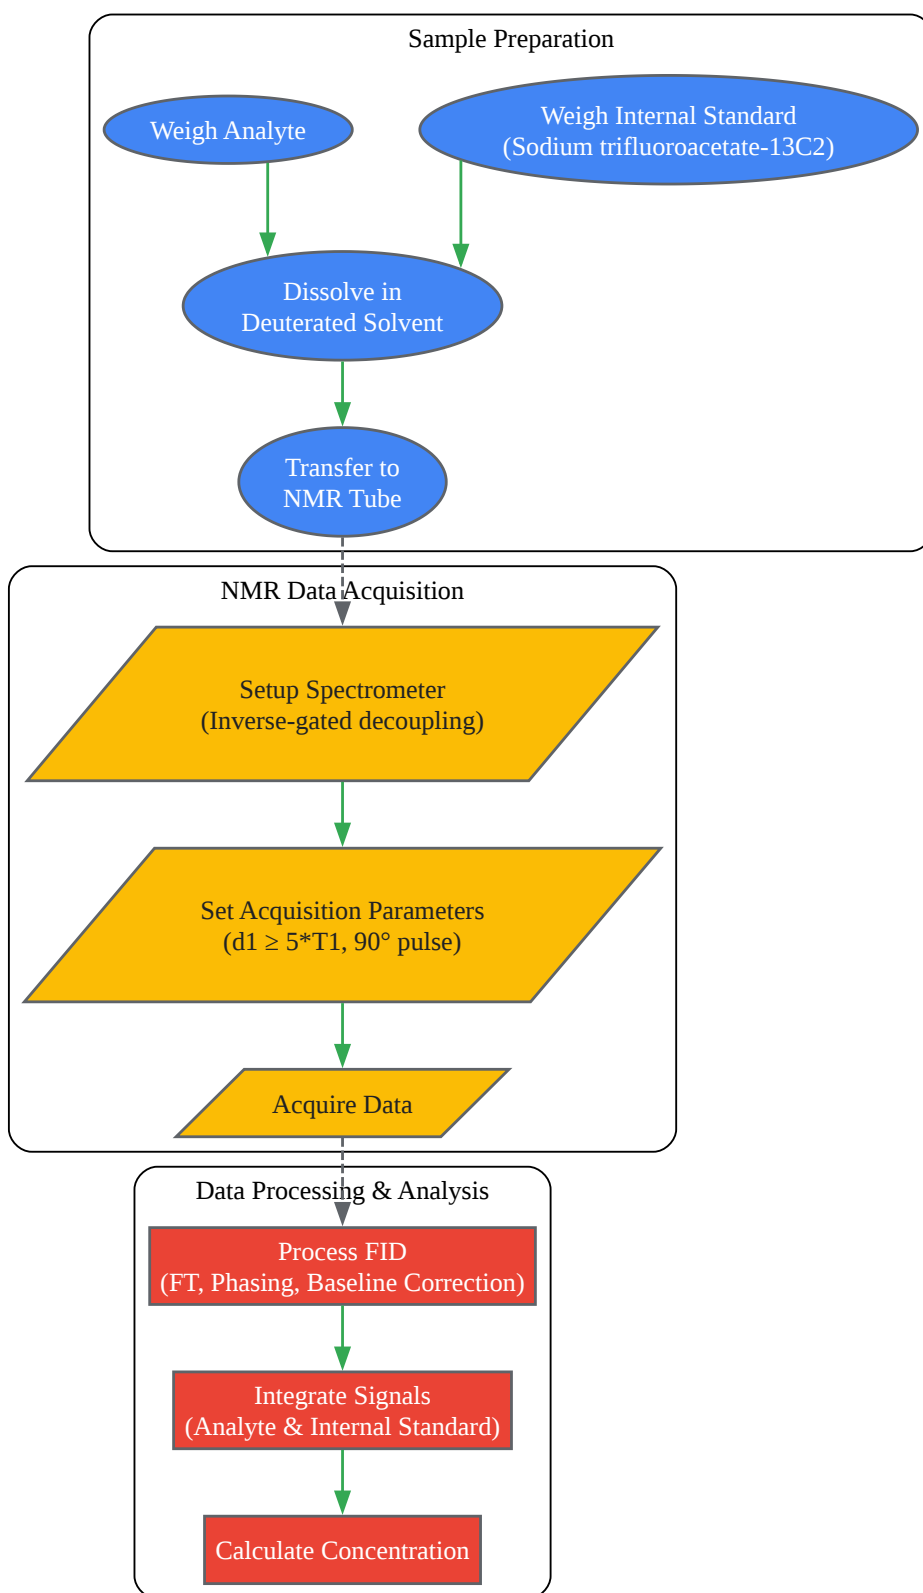 Sample Preparation
Weigh Analyte
Weigh Internal Standard
(Sodium trifluoroacetate-13C2)
Dissolve in
Deuterated Solvent
Transfer to
NMR Tube
NMR Data Acquisition
Setup Spectrometer
(Inverse-gated decoupling)
Set Acquisition Parameters
(d1 ≥ 5*T1, 90° pulse)
Acquire Data
Data Processing & Analysis
Process FID
(FT, Phasing, Baseline Correction)
Integrate Signals
(Analyte & Internal Standard)
Calculate Concentration